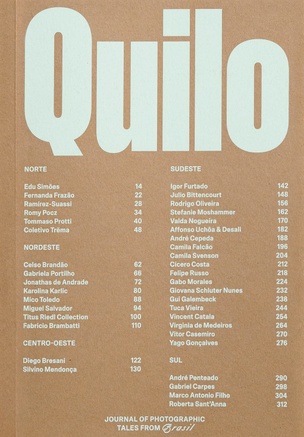 Quilo
NORTE
Edu Simões 14
Fernanda Frazão 22
Ramírez-Suassi 28
Romy Pocz 34
Tommaso Protti 40
Coletivo Trëma 48
NORDESTE
Celso Brandão 62
Gabriela Portilho 66
Jonathas de Andrade 72
Karolina Karlic 80
Mico Toledo 88
Miguel Salvador 94
Titus Riedl Collection 100
Fabricio Brambatti 110
CENTRO-OESTE
Diego Bresani 122
Silvino Mendonça 130
SUDESTE
Igor Furtado 142
Julio Bittencourt 148
Rodrigo Oliveira 156
Stefanie Moshammer 162
Valda Nogueira 170
Affonso Uchôa & Desali 182
André Cepeda 188
Camila Falcão 196
Camila Svenson 204
Cícero Costa 212
Felipe Russo 218
Gabo Morales 224
Giovana Schluter Nunes 232
Gui Galembeck 238
Tuca Vieira 244
Vincent Catala 254
Virginia de Medeiros 264
Vitor Casemiro 270
Yago Gonçalves 276
SUL
André Penteado 290
Gabriel Carpes 298
Marco Antonio Filho 304
Roberta Sant'Anna 312
JOURNAL OF PHOTOGRAPHIC
TALES FROM Brasil